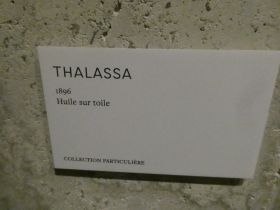 THALASSA
1896
Huile sur toile
COLLECTION PARTICULIÈRE